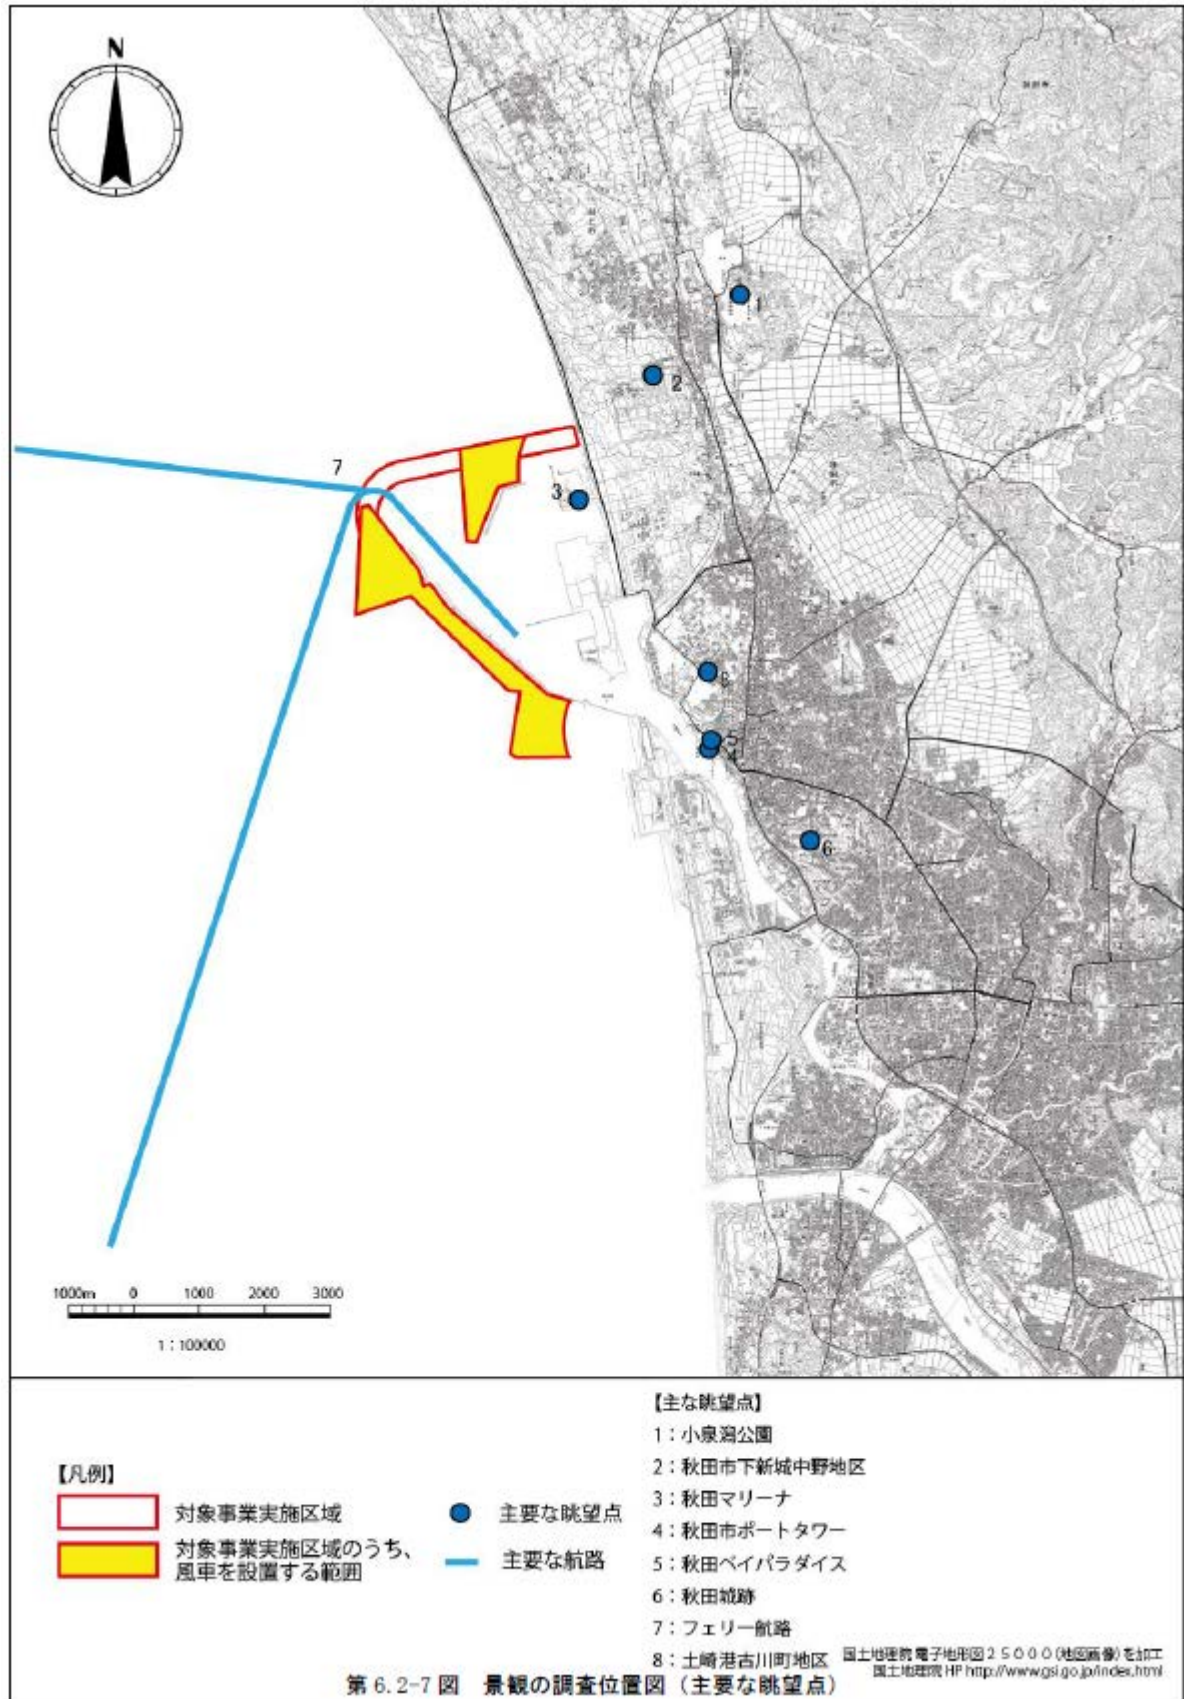 N
1
2
7
3
8
5
4
6
1000m 0 1000 2000 3000
1：100000
【凡例】
対象事業実施区域
対象事業実施区域のうち、
風車を設置する範囲
主要な眺望点
主要な航路
【主な眺望点】
1：小泉潟公園
2：秋田市下新城中野地区
3：秋田マリーナ
4：秋田市ポートタワー
5：秋田ベイパラダイス
6：秋田城跡
7：フェリー航路
8：土崎港古川町地区
国土地理院電子地形図２５０００(地図画像)を加工
国土地理院 HP http://www.gsi.go.jp/index.html
第 6.2-7 図　景観の調査位置図（主要な眺望点）